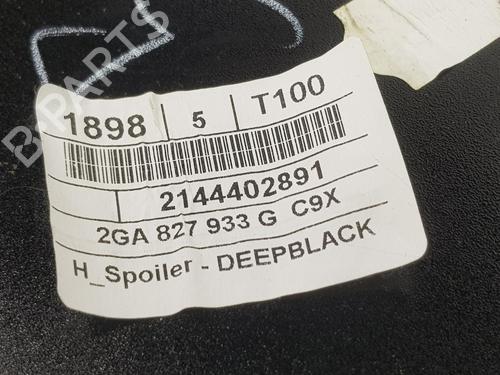 B-PARTS
1898 5 T100
2144402891
2GA 827 933 G C9X
H_Spoiler - DEEPBLACK